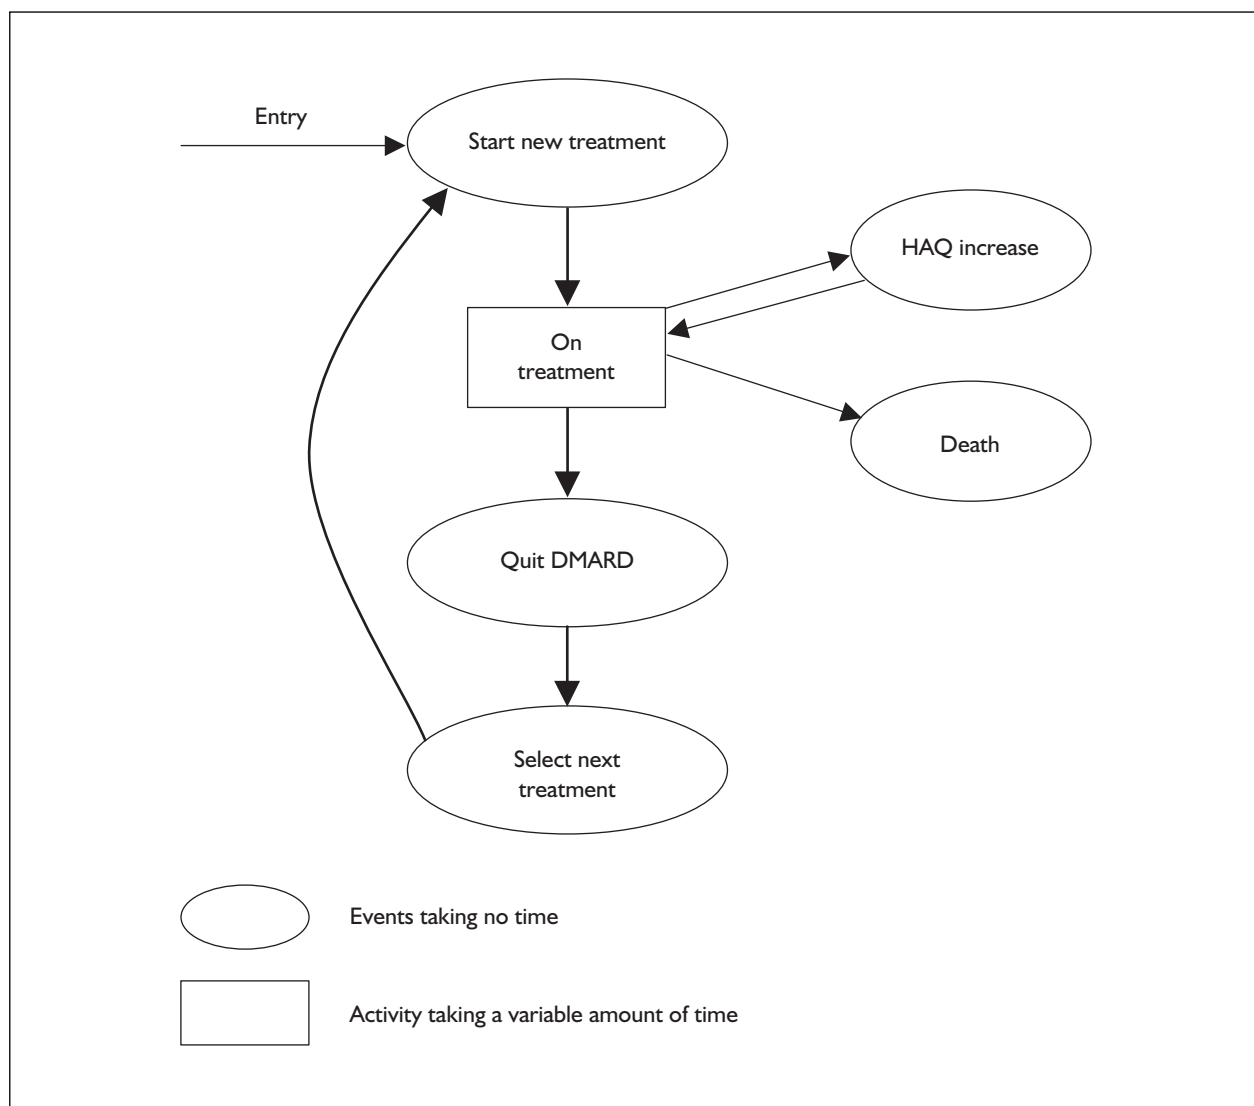 Entry
Start new treatment
HAQ increase
On
treatment
Death
Quit DMARD
Select next
treatment
Events taking no time
Activity taking a variable amount of time